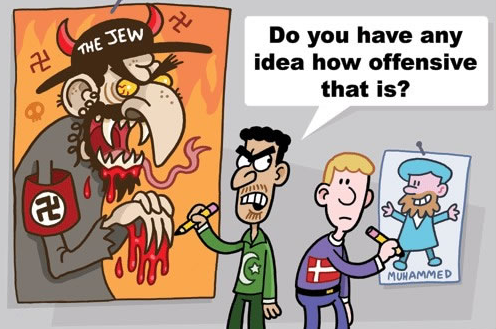 THE JEW
Do you have any
idea how offensive
that is?
MUHAMMED